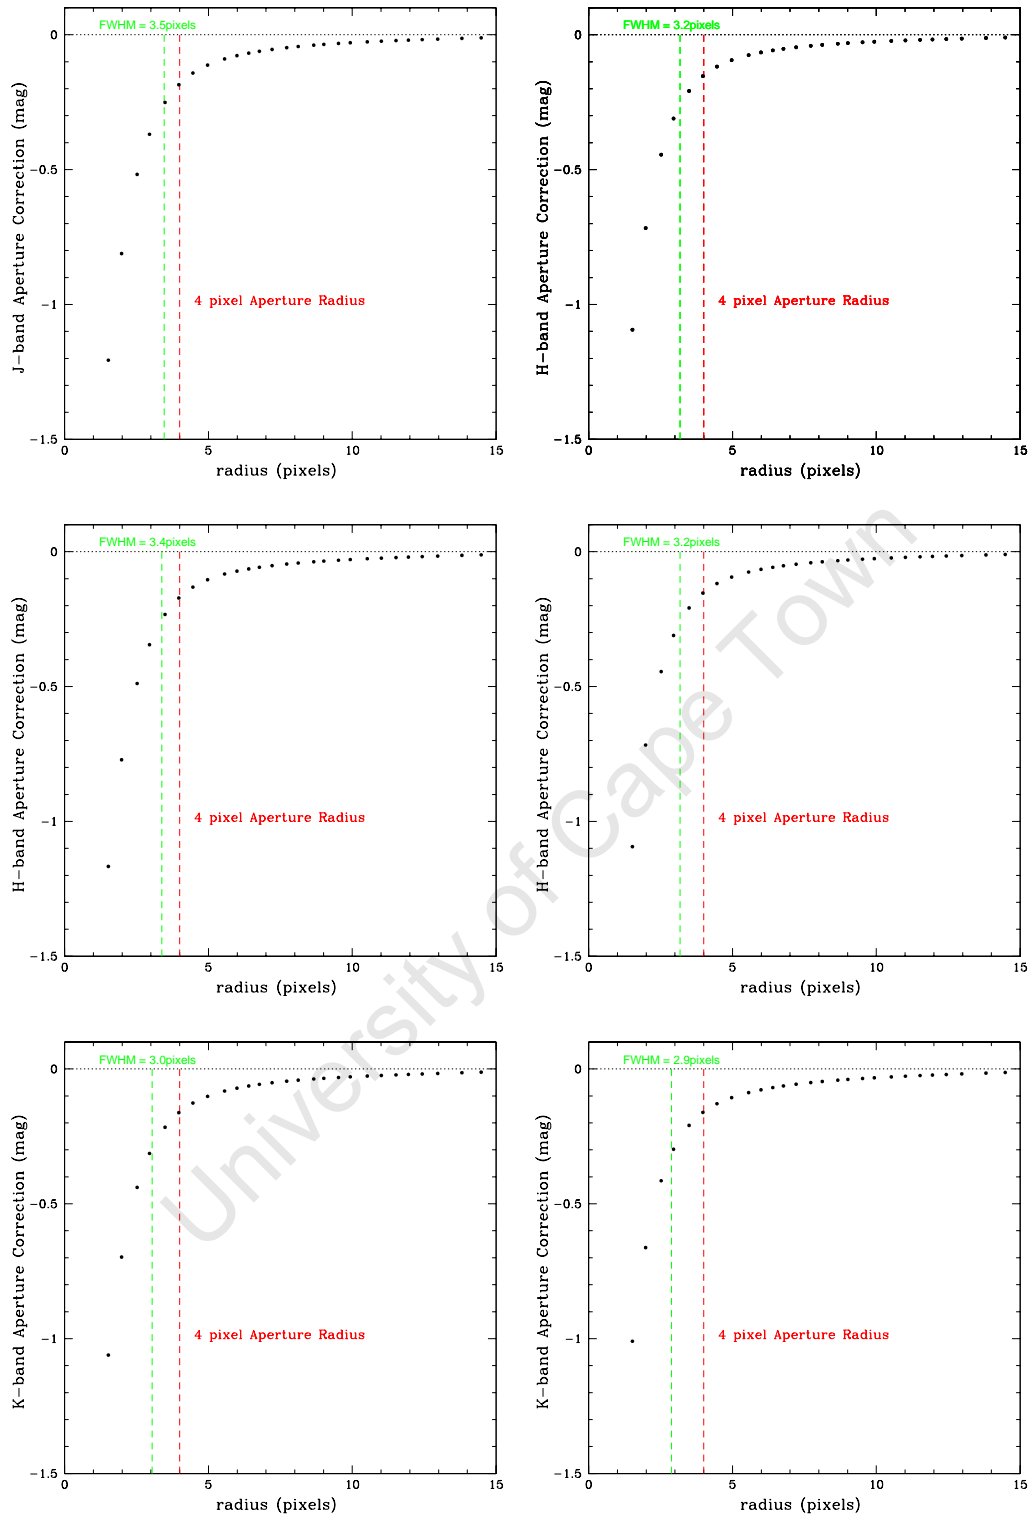 FWHM = 3.5pixels
0
-0.5
-1
-1.5
J-band Aperture Correction (mag)
4 pixel Aperture Radius
0 5 10 15
radius (pixels)
FWHM = 3.2pixels
0
-0.5
-1
-1.5
H-band Aperture Correction (mag)
4 pixel Aperture Radius
0 5 10 15
radius (pixels)
FWHM = 3.4pixels
0
-0.5
-1
-1.5
H-band Aperture Correction (mag)
4 pixel Aperture Radius
0 5 10 15
radius (pixels)
FWHM = 3.2pixels
0
-0.5
-1
-1.5
H-band Aperture Correction (mag)
4 pixel Aperture Radius
0 5 10 15
radius (pixels)
FWHM = 3.0pixels
0
-0.5
-1
-1.5
K-band Aperture Correction (mag)
4 pixel Aperture Radius
0 5 10 15
radius (pixels)
FWHM = 2.9pixels
0
-0.5
-1
-1.5
K-band Aperture Correction (mag)
4 pixel Aperture Radius
0 5 10 15
radius (pixels)
University of Cape Town